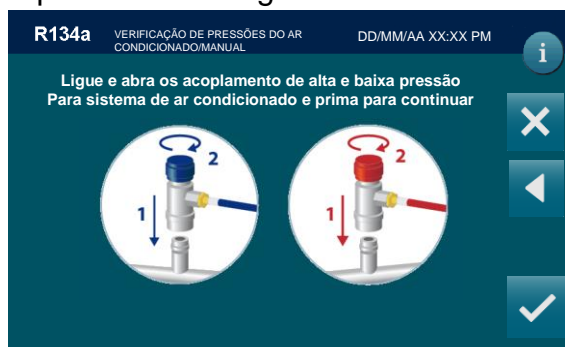 R134a
VERIFICAÇÃO DE PRESSÕES DO AR
CONDICIONADO/MANUAL
DD/MM/AA XX:XX PM
i
Ligue e abra os acoplamento de alta e baixa pressão
Para sistema de ar condicionado e prima para continuar
2
1
2
1